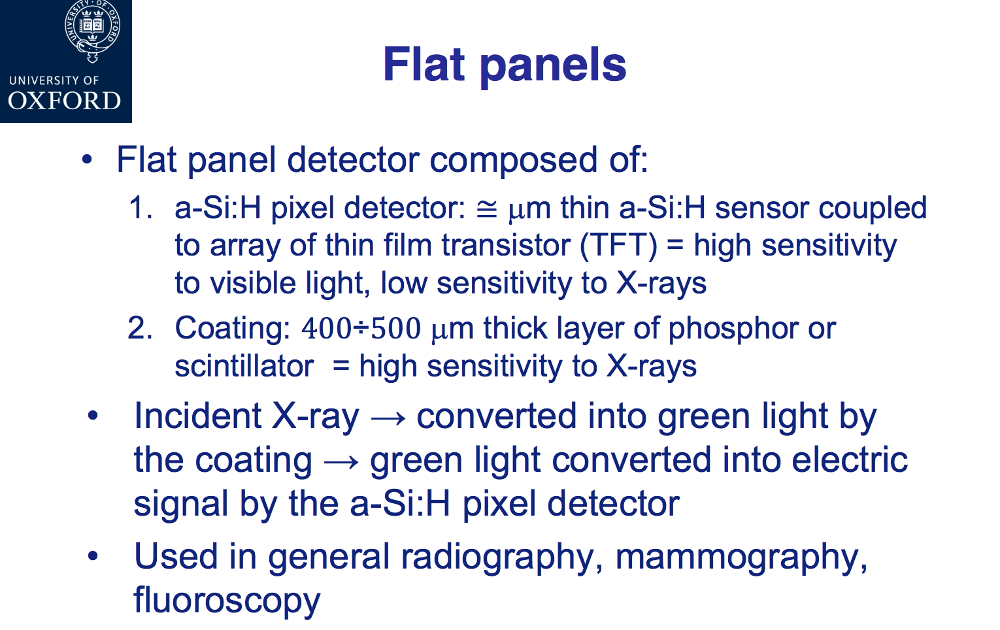 UNIVERSITY OF OXFORD
UNIVERSITY OF
OXFORD
Flat panels
• Flat panel detector composed of:
1. a-Si:H pixel detector: ≅ μm thin a-Si:H sensor coupled
to array of thin film transistor (TFT) = high sensitivity
to visible light, low sensitivity to X-rays
2. Coating: 400÷500 μm thick layer of phosphor or
scintillator = high sensitivity to X-rays
• Incident X-ray → converted into green light by
the coating → green light converted into electric
signal by the a-Si:H pixel detector
• Used in general radiography, mammography,
fluoroscopy